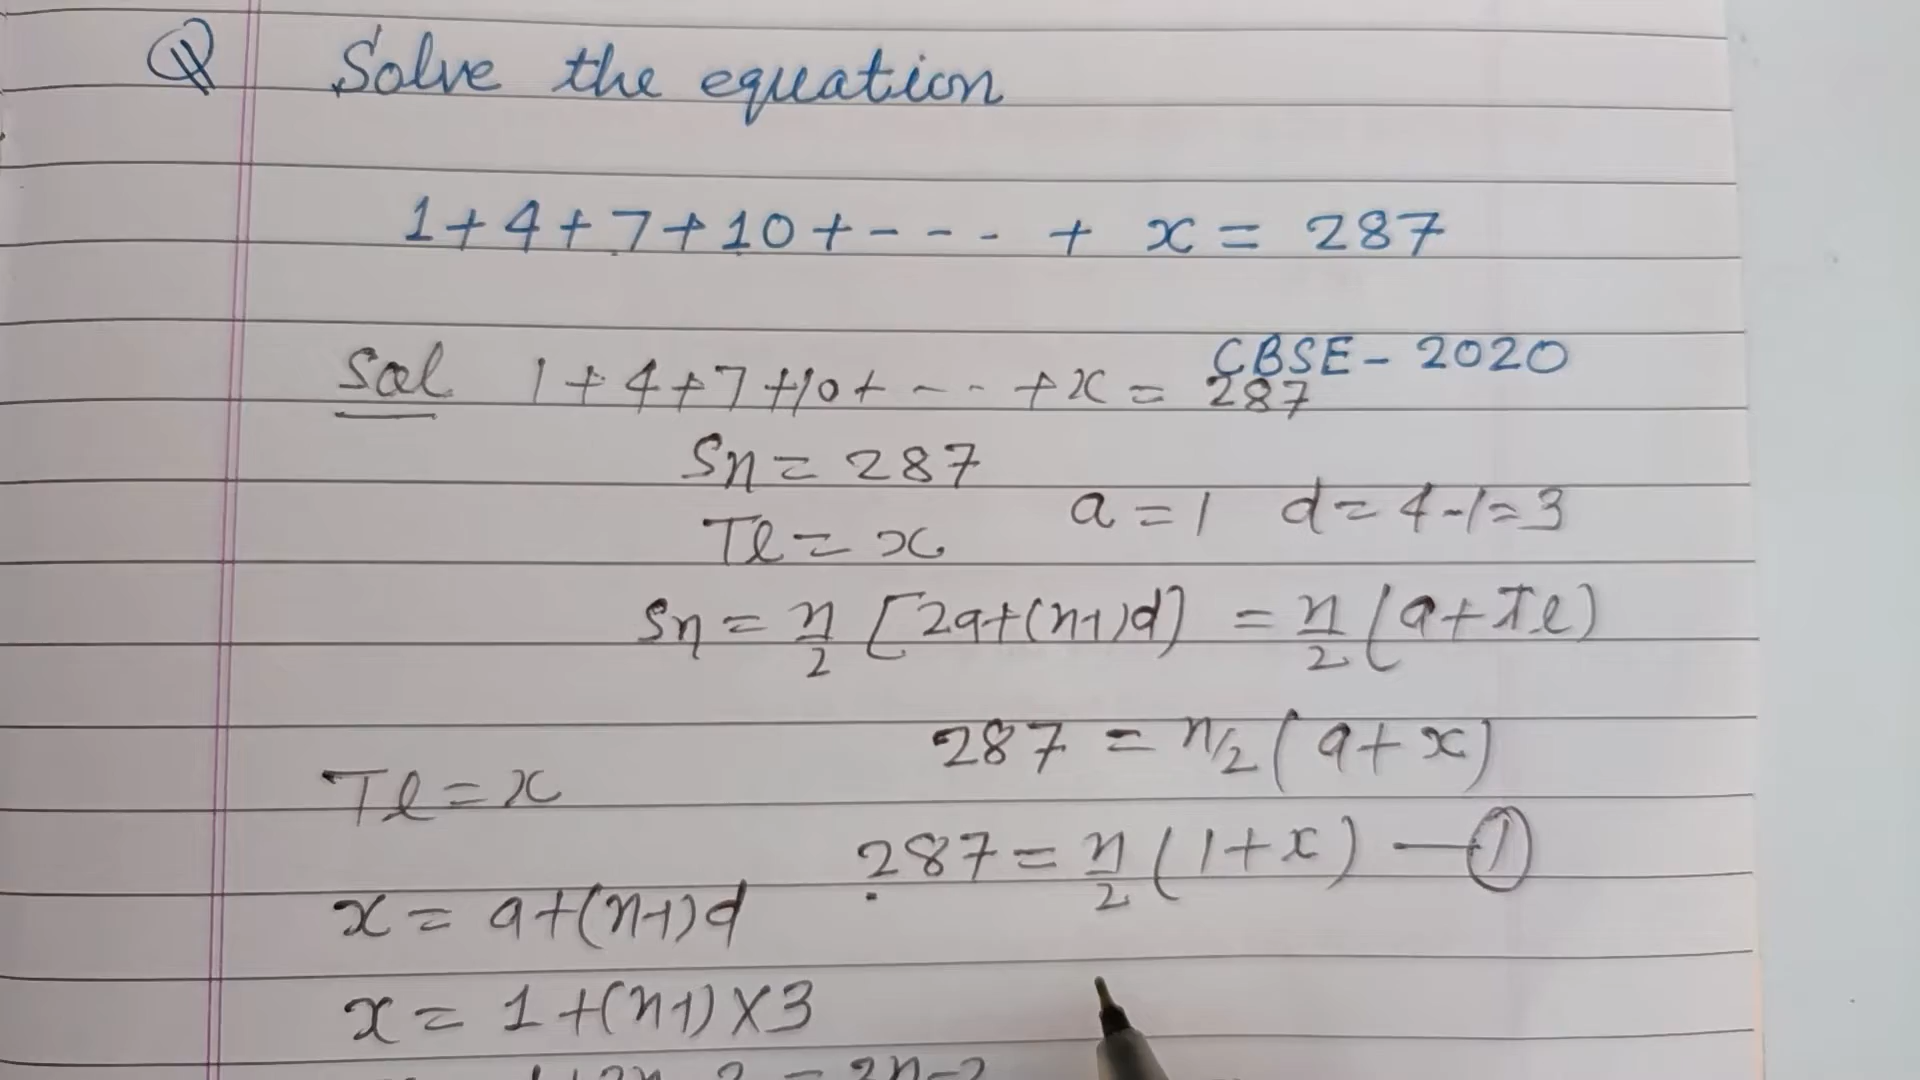 Q Solve the equation
1+4+7+10+---+ x = 287
CBSE-2020
Sol 1+4+7+10+---+x = 287
Sn = 287
a = 1 d = 4-1=3
Tl = x
Sn = n/2 [2a+(n-1)d] = n/2 (a+Tl)
287 = n/2 (a+x)
Tl = x
287 = n/2 (1+x) — ①
x = a+(n-1)d
x = 1+(n-1)×3
= 3n-2